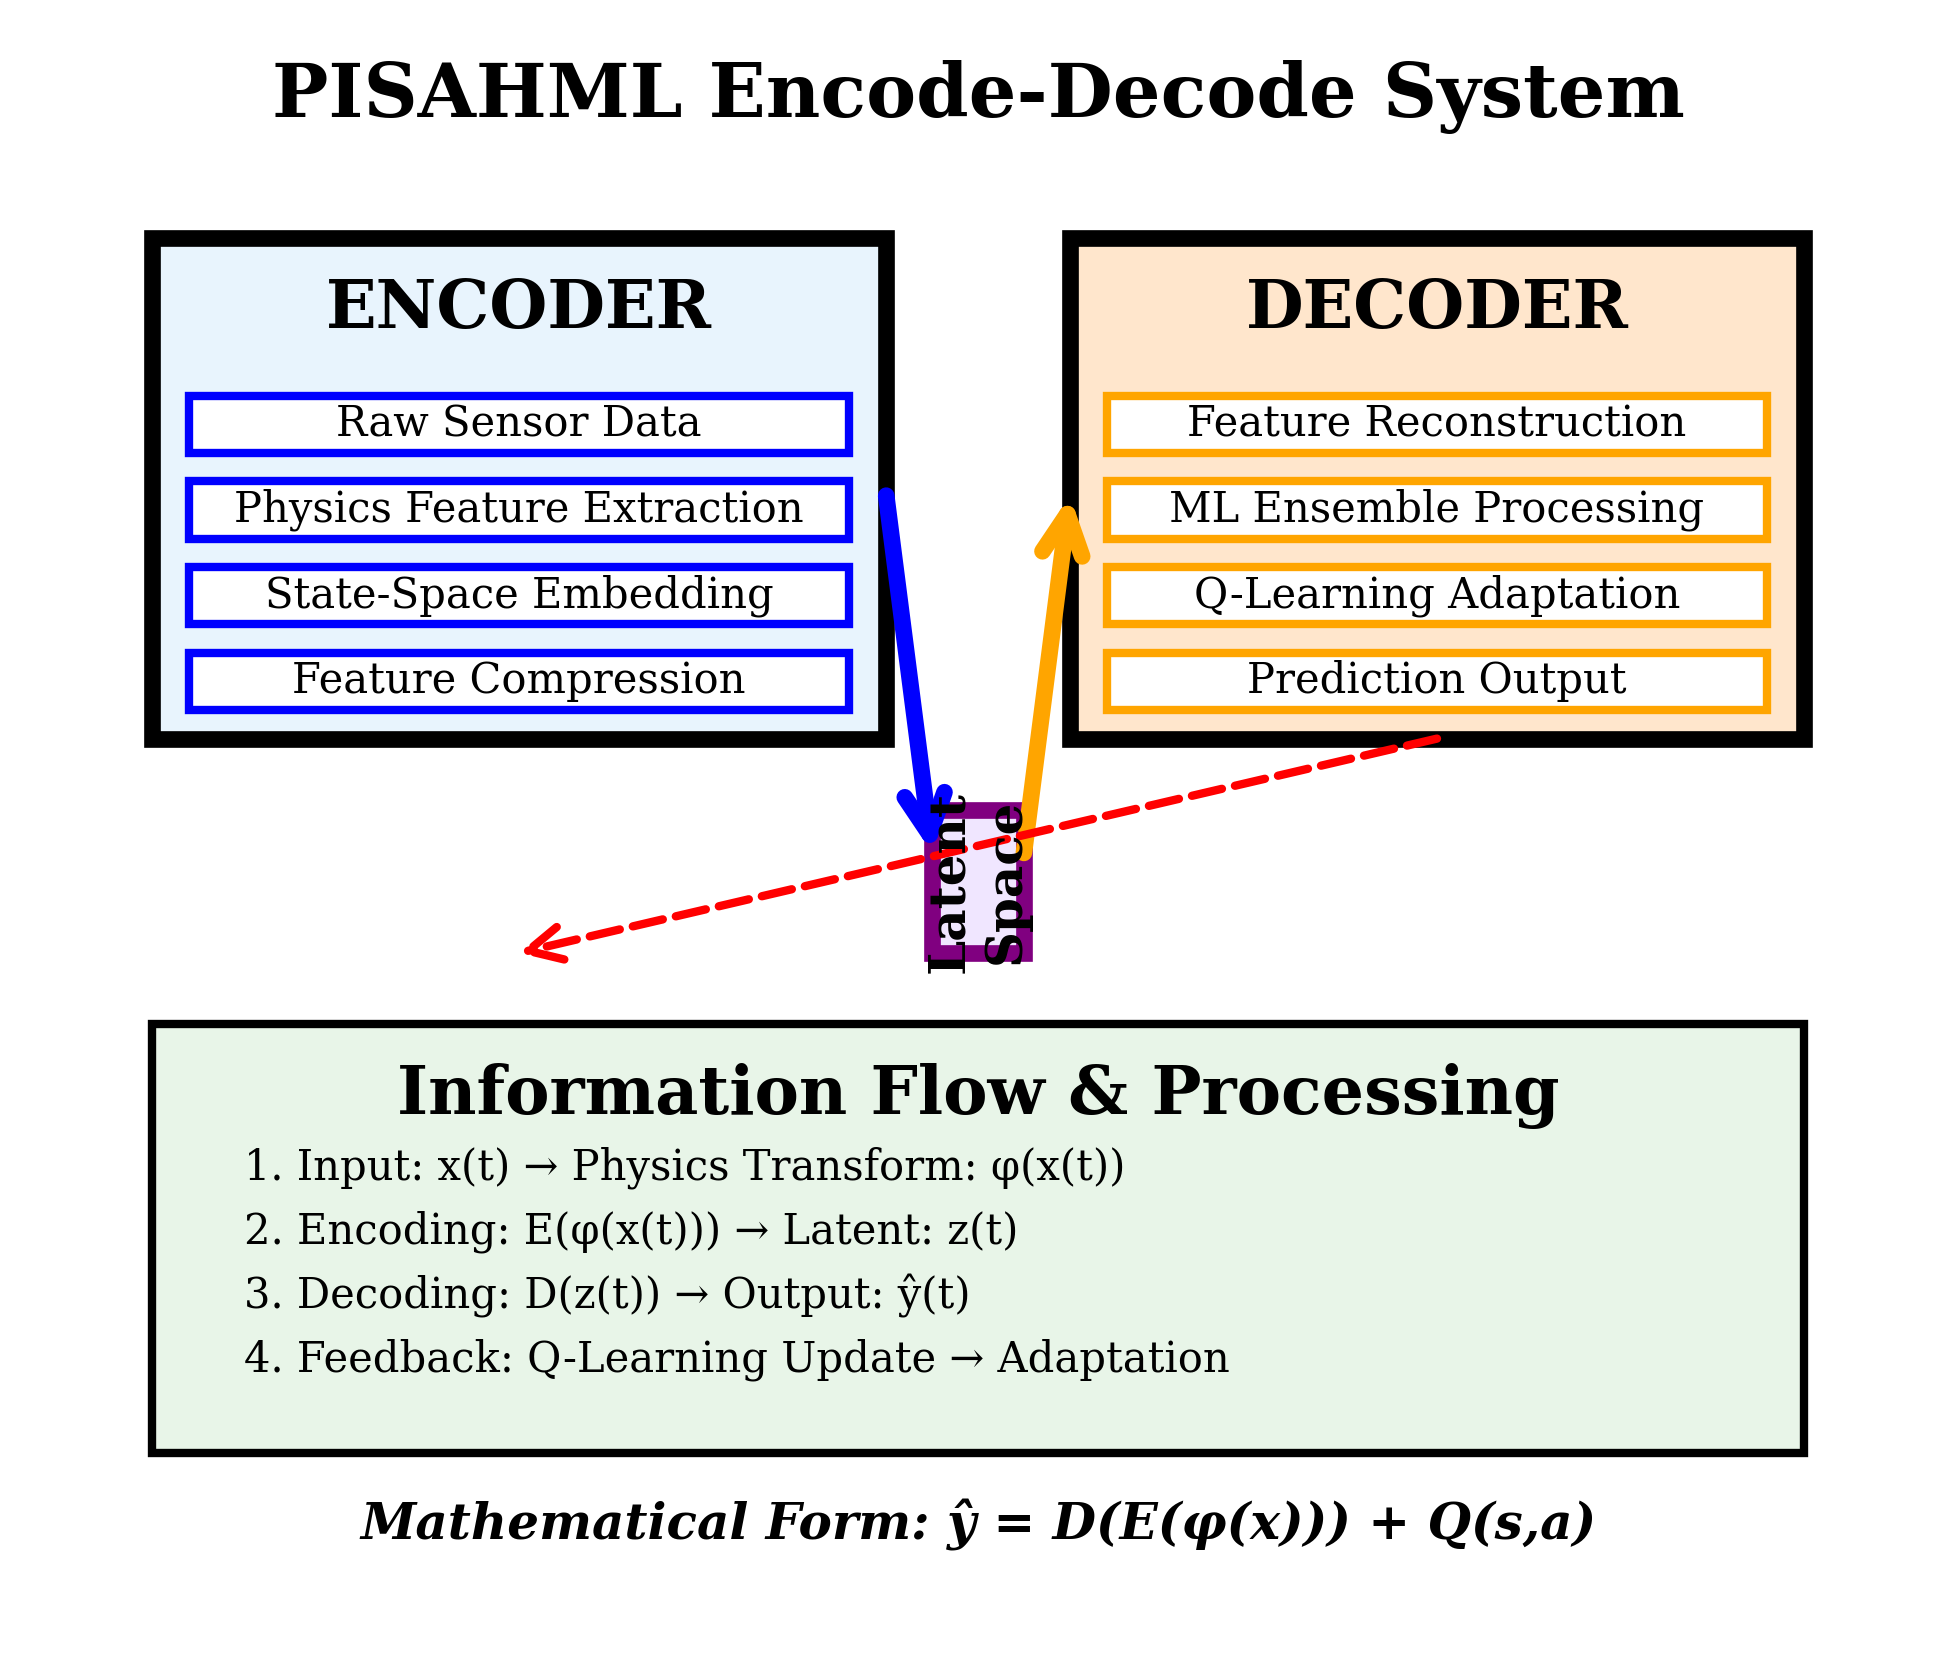 PISAHML Encode-Decode System
ENCODER
Raw Sensor Data
Physics Feature Extraction
State-Space Embedding
Feature Compression
DECODER
Feature Reconstruction
ML Ensemble Processing
Q-Learning Adaptation
Prediction Output
Latent
Space
Information Flow & Processing
1. Input: x(t) → Physics Transform: φ(x(t))
2. Encoding: E(φ(x(t))) → Latent: z(t)
3. Decoding: D(z(t)) → Output: ŷ(t)
4. Feedback: Q-Learning Update → Adaptation
Mathematical Form: ŷ = D(E(φ(x))) + Q(s,a)